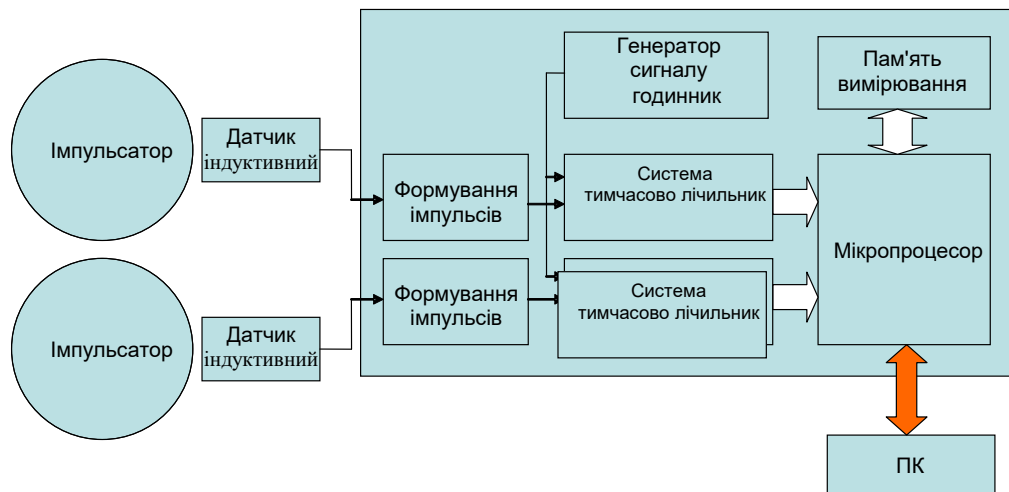 Генератор
сигналу
годинник
Пам'ять
вимірювання
Імпульсатор
Датчик
індуктивний
Формування
імпульсів
Система
тимчасово лічильник
Мікропроцесор
Імпульсатор
Датчик
індуктивний
Формування
імпульсів
Система
тимчасово лічильник
ПК